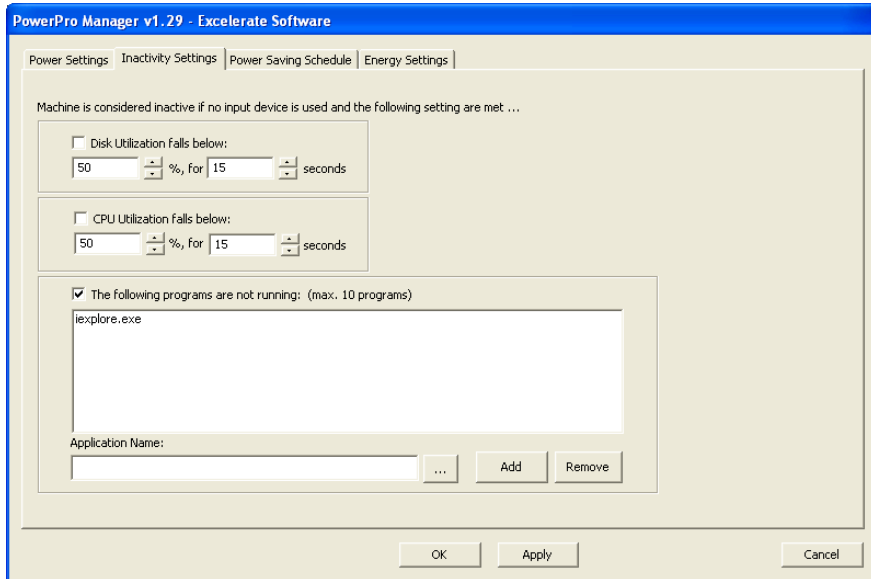 PowerPro Manager v1.29 - Excelerate Software
Power Settings Inactivity Settings Power Saving Schedule Energy Settings
Machine is considered inactive if no input device is used and the following setting are met ...
Disk Utilization falls below:
50 %, for 15 seconds
CPU Utilization falls below:
50 %, for 15 seconds
The following programs are not running: (max. 10 programs)
iexplore.exe
Application Name:
... Add Remove
OK Apply Cancel